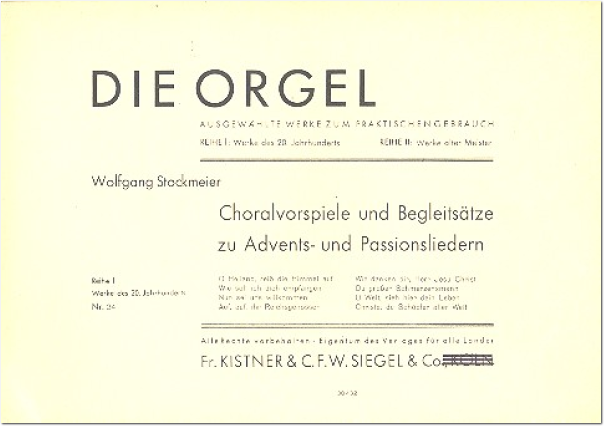 DIE ORGEL
AUSGEWÄHLTE WERKE ZUM PRAKTISCHEN GEBRAUCH
REIHE I: Werke des 20. Jahrhunderts REIHE II: Werke alter Meister
Wolfgang Stockmeier
Choralvorspiele und Begleitsätze
zu Advents- und Passionsliedern
O Heiland, reiß die Himmel auf
Wie soll ich dich empfangen
Nun sei uns willkommen
Auf, auf, ihr Reichsgenossen
Wir danken dir, Herr Jesu Christ
Du großer Schmerzensmann
O Welt, sieh hier dein Leben
Christe, du Schöpfer aller Welt
Reihe I
Werke des 20. Jahrhunderts
Nr. 24
Alle Rechte vorbehalten - Eigentum des Verlages für alle Länder
Fr. KISTNER & C. F. W. SIEGEL & Co., KÖLN